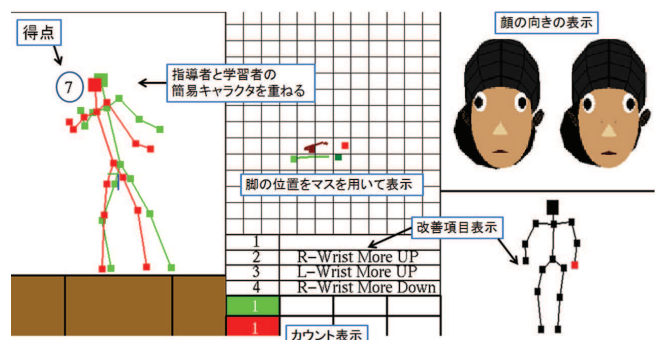 得点
7
指導者と学習者の
簡易キャラクタを重ねる
脚の位置をマスを用いて表示
1
2 R-Wrist More UP
3 L-Wrist More UP
4 R-Wrist More Down
1
1
カウント表示
顔の向きの表示
改善項目表示